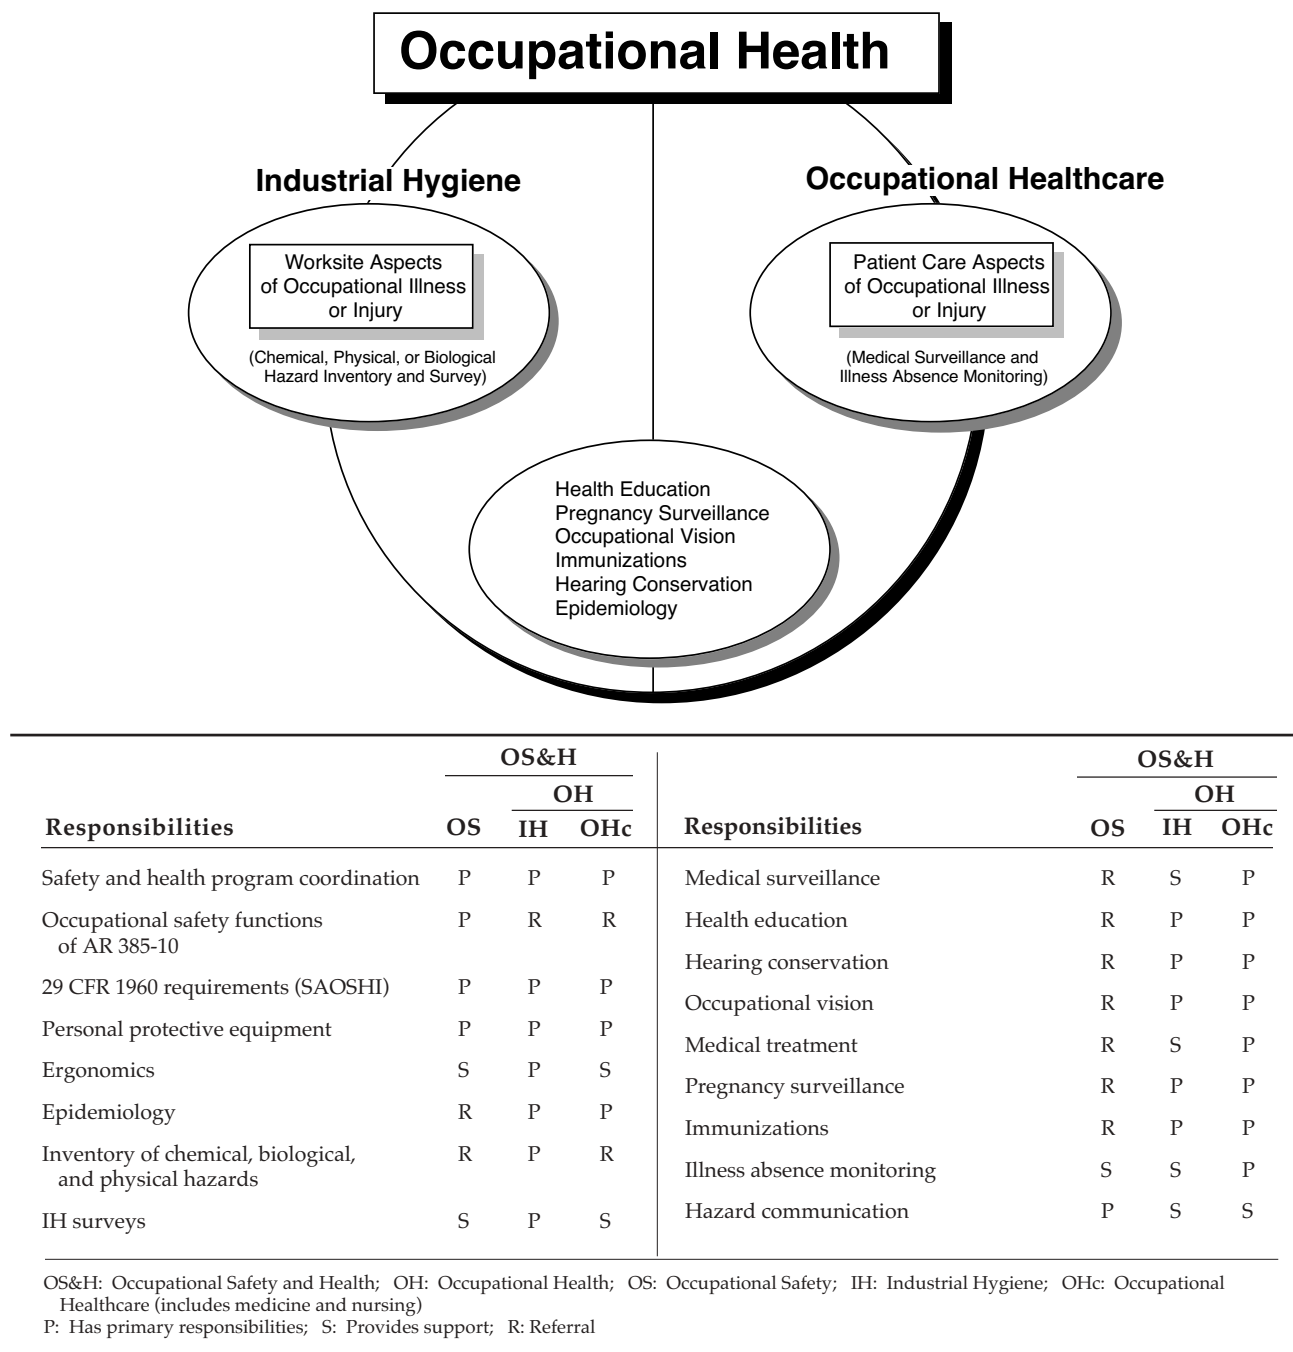 Occupational Health
Industrial Hygiene
Worksite Aspects
of Occupational Illness
or Injury
(Chemical, Physical, or Biological
Hazard Inventory and Survey)
Occupational Healthcare
Patient Care Aspects
of Occupational Illness
or Injury
(Medical Surveillance and
Illness Absence Monitoring)
Health Education
Pregnancy Surveillance
Occupational Vision
Immunizations
Hearing Conservation
Epidemiology
OS&H
OH
Responsibilities OS IH OHc
Safety and health program coordination P P P
Occupational safety functions P R R
of AR 385-10
29 CFR 1960 requirements (SAOSHI) P P P
Personal protective equipment P P P
Ergonomics S P S
Epidemiology R P P
Inventory of chemical, biological, R P R
and physical hazards
IH surveys S P S
OS&H
OH
Responsibilities OS IH OHc
Medical surveillance R S P
Health education R P P
Hearing conservation R P P
Occupational vision R P P
Medical treatment R S P
Pregnancy surveillance R P P
Immunizations R P P
Illness absence monitoring S S P
Hazard communication P S S
OS&H: Occupational Safety and Health; OH: Occupational Health; OS: Occupational Safety; IH: Industrial Hygiene; OHc: Occupational
Healthcare (includes medicine and nursing)
P: Has primary responsibilities; S: Provides support; R: Referral